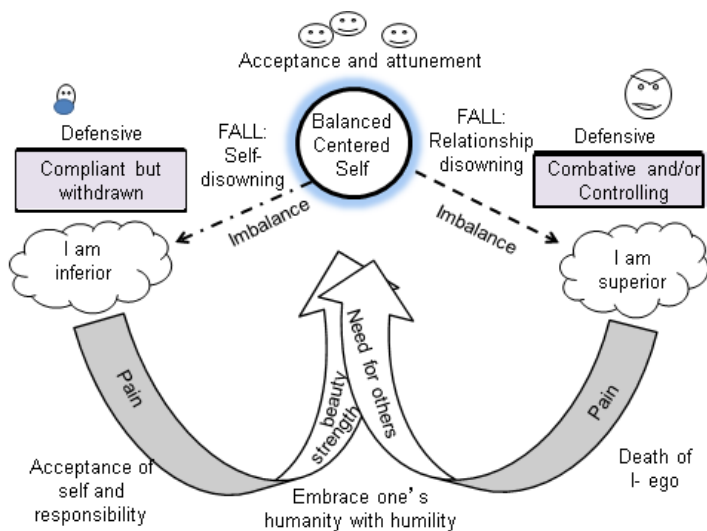 Acceptance and attunement
Balanced
Centered
Self
Defensive
Compliant but
withdrawn
FALL:
Self-
disowning
Imbalance
I am
inferior
FALL:
Relationship
disowning
Imbalance
Defensive
Combative and/or
Controlling
I am
superior
Pain
beauty
strength
Need for others
Pain
Acceptance of
self and
responsibility
Embrace one's
humanity with humility
Death of
I- ego